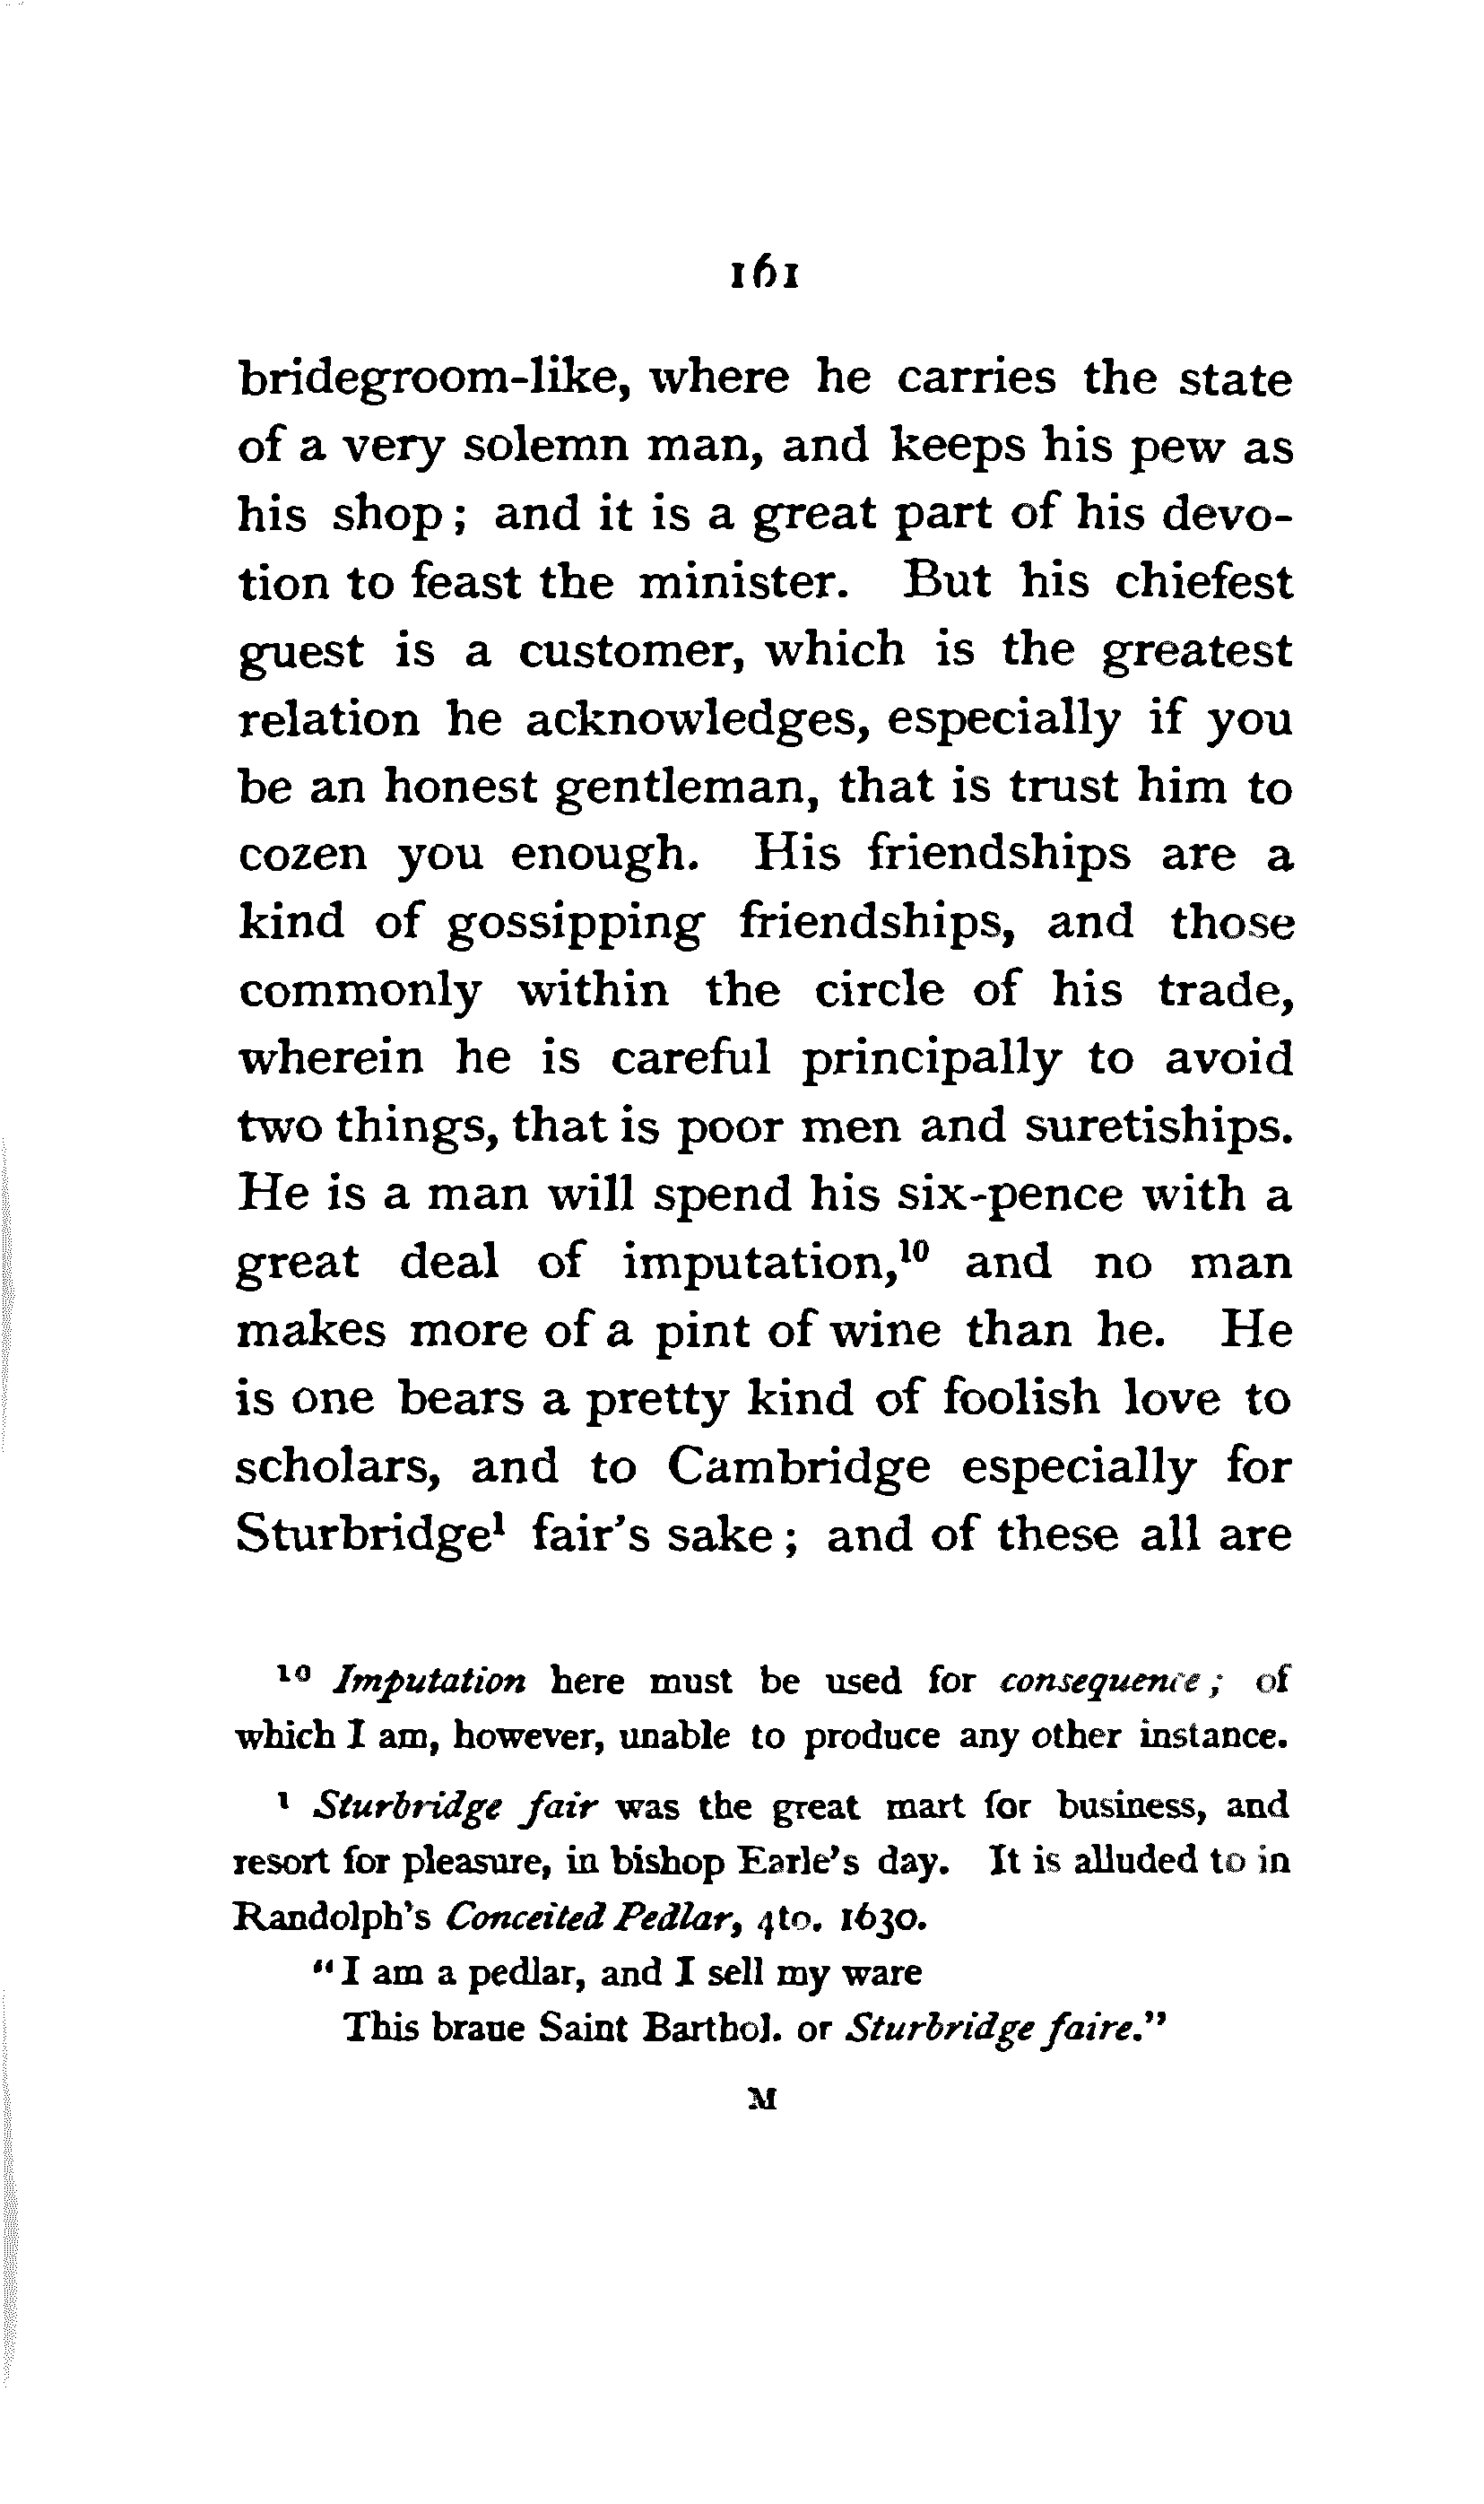 161
bridegroom-like, where he carries the state
of a very solemn man, and keeps his pew as
his shop; and it is a great part of his devo-
tion to feast the minister. But his chiefest
guest is a customer, which is the greatest
relation he acknowledges, especially if you
be an honest gentleman, that is trust him to
cozen you enough. His friendships are a
kind of gossipping friendships, and those
commonly within the circle of his trade,
wherein he is careful principally to avoid
two things, that is poor men and suretiships.
He is a man will spend his six-pence with a
great deal of imputation,¹⁰ and no man
makes more of a pint of wine than he. He
is one bears a pretty kind of foolish love to
scholars, and to Cambridge especially for
Sturbridge¹ fair's sake; and of these all are
¹⁰ Imputation here must be used for consequence; of
which I am, however, unable to produce any other instance.
¹ Sturbridge fair was the great mart for business, and
resort for pleasure, in bishop Earle's day. It is alluded to in
Randolph's Conceited Pedlar, 4to. 1630.
"I am a pedlar, and I sell my ware
This braue Saint Barthol. or Sturbridge faire."
M